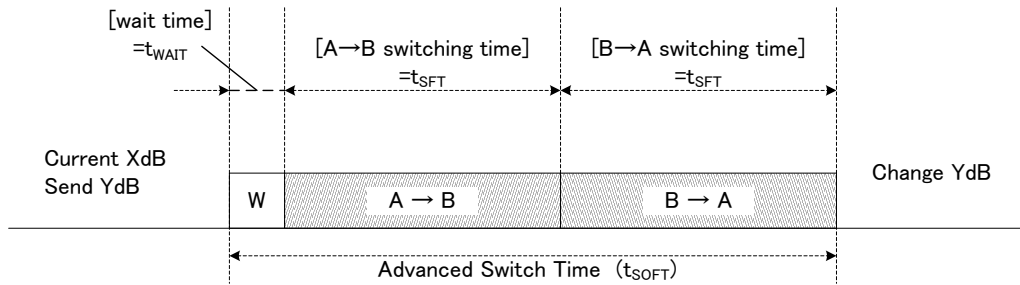 [wait time]
=tWAIT
[A→B switching time]
=tSFT
[B→A switching time]
=tSFT
Current XdB
Send YdB
W
A → B
B → A
Change YdB
Advanced Switch Time (tSOFT)